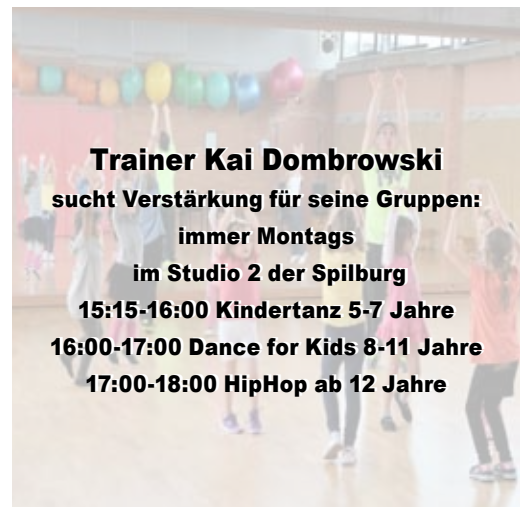 Trainer Kai Dombrowski
sucht Verstärkung für seine Gruppen:
immer Montags
im Studio 2 der Spilburg
15:15-16:00 Kindertanz 5-7 Jahre
16:00-17:00 Dance for Kids 8-11 Jahre
17:00-18:00 HipHop ab 12 Jahre